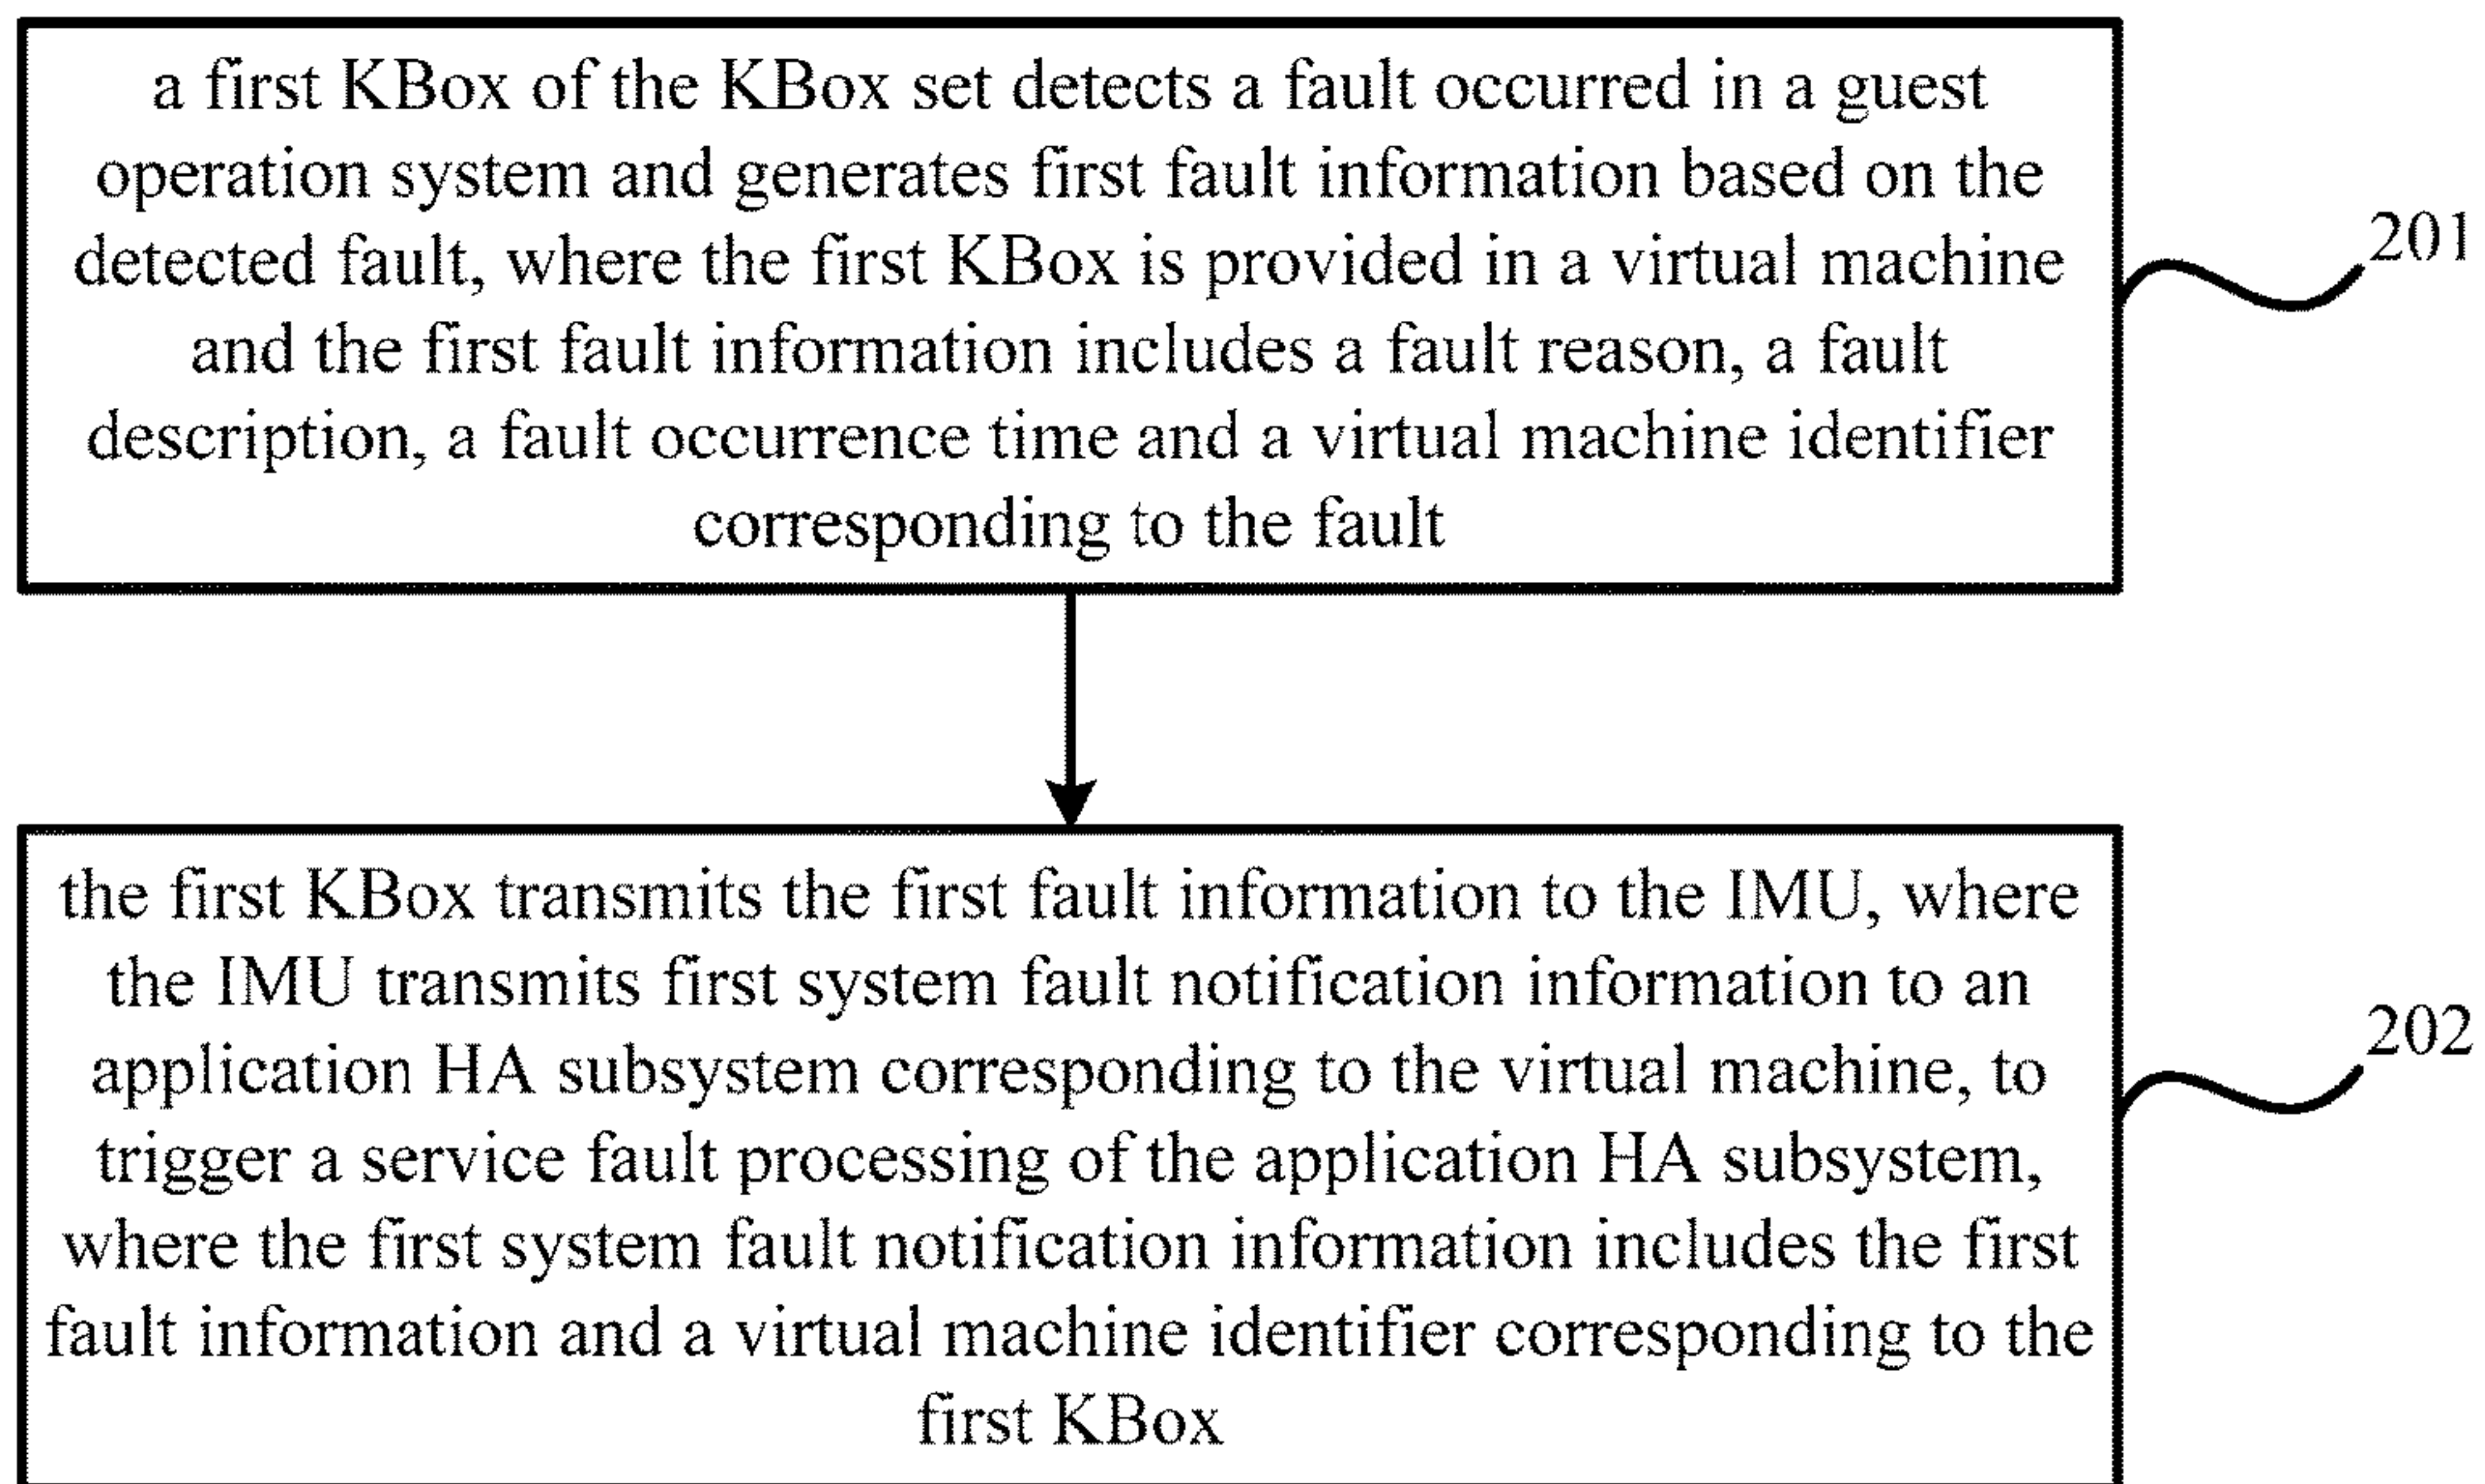 a first KBox of the KBox set detects a fault occurred in a guest
operation system and generates first fault information based on the
detected fault, where the first KBox is provided in a virtual machine
and the first fault information includes a fault reason, a fault
description, a fault occurrence time and a virtual machine identifier
corresponding to the fault
201
the first KBox transmits the first fault information to the IMU, where
the IMU transmits first system fault notification information to an
application HA subsystem corresponding to the virtual machine, to
trigger a service fault processing of the application HA subsystem,
where the first system fault notification information includes the first
fault information and a virtual machine identifier corresponding to the
first KBox
202